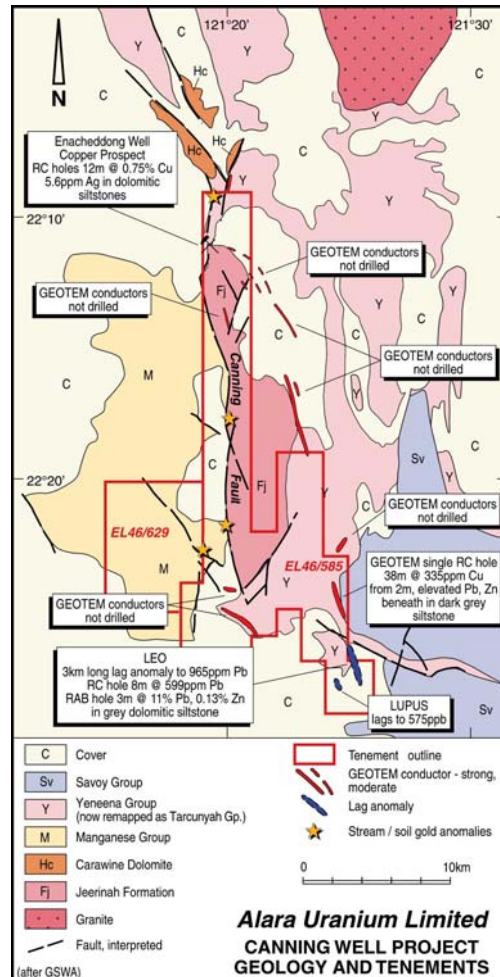 121°20'
121°30'
C
Y
C
Y
Hc
Hc
C
C
N
Hc
Y
C
Enacheddong Well
Copper Prospect
RC holes 12m @ 0.75% Cu
5.6ppm Ag in dolomitic
siltstones
22°10'
GEOTEM conductors
not drilled
Y
Y
GEOTEM conductors
not drilled
Fj
C
C
GEOTEM conductors
not drilled
M
C
Canning
Fault
Y
C
C
Sv
Y
22°20'
C
Fj
Y
C
GEOTEM conductors
not drilled
EL46/629
M
EL46/585
Y
GEOTEM single RC hole
38m @ 335ppm Cu
from 2m, elevated Pb, Zn
beneath in dark grey
siltstone
GEOTEM conductors
not drilled
LEO
3km long lag anomaly to 965ppm Pb
RC hole 8m @ 599ppm Pb
RAB hole 3m @ 11% Pb, 0.13% Zn
in grey dolomitic siltstone
Y
C
LUPUS
lags to 575ppb
C
C Cover
Sv Savoy Group
Y Yeneena Group
(now remapped as Tarcunyah Gp.)
M Manganese Group
Hc Carawine Dolomite
Fj Jeerinah Formation
Granite
Fault, interpreted
(after GSWA)
Tenement outline
GEOTEM conductor - strong,
moderate
Lag anomaly
Stream / soil gold anomalies
0 10km
Alara Uranium Limited
CANNING WELL PROJECT
GEOLOGY AND TENEMENTS